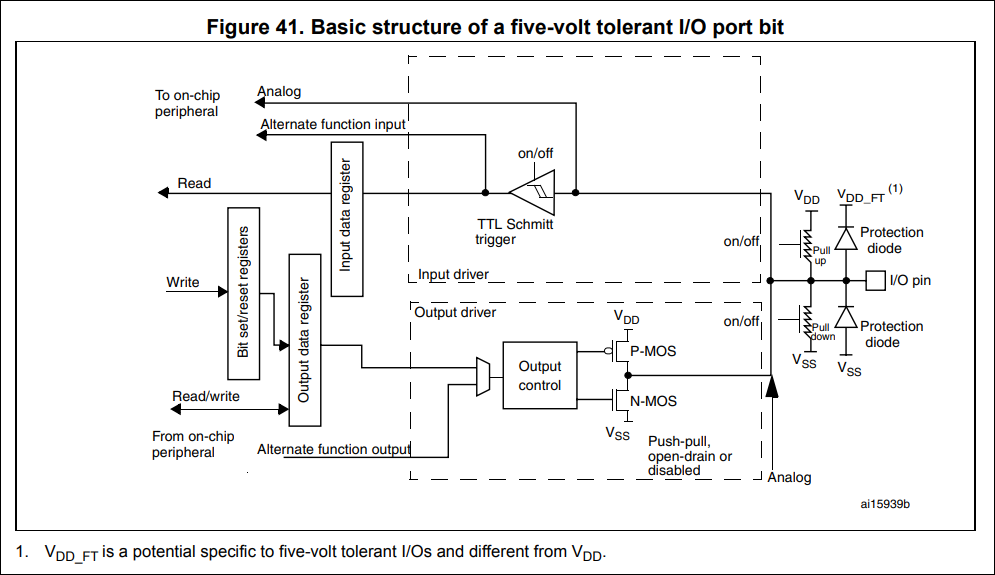 Figure 41. Basic structure of a five-volt tolerant I/O port bit
To on-chip
peripheral
Analog
Alternate function input
on/off
Read
Input data register
TTL Schmitt
trigger
Input driver
VDD
VDD_FT (1)
on/off
Pull
up
Protection
diode
I/O pin
Write
Bit set/reset registers
Output data register
Output driver
VDD
on/off
Pull
down
Protection
diode
VSS
VSS
P-MOS
Output
control
N-MOS
VSS
Read/write
From on-chip
peripheral
Alternate function output
Push-pull,
open-drain or
disabled
Analog
ai15939b
1. VDD_FT is a potential specific to five-volt tolerant I/Os and different from VDD.